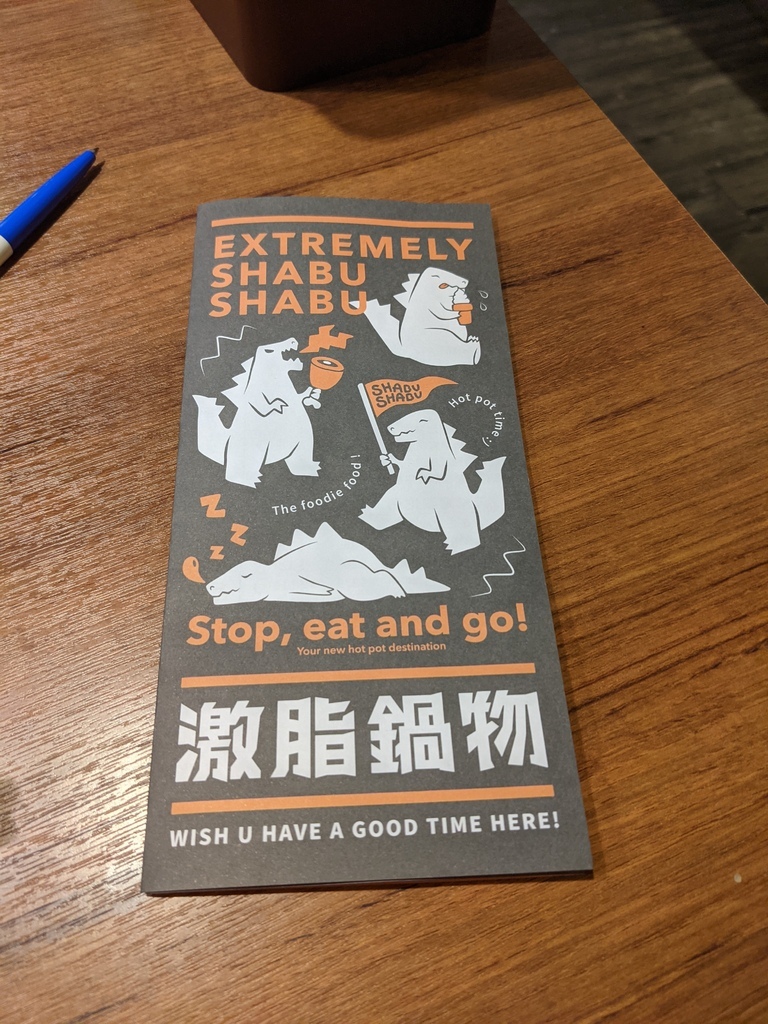 EXTREMELY
SHABU
SHABU
SHABU
SHABU
Hot pot time :)
The foodie food !
Z
Z
Z
Z
Stop, eat and go!
Your new hot pot destination
激脂鍋物
WISH U HAVE A GOOD TIME HERE!